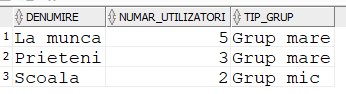 DENUMIRE NUMAR_UTILIZATORI TIP_GRUP
1 La munca 5 Grup mare
2 Prieteni 3 Grup mare
3 Scoala 2 Grup mic